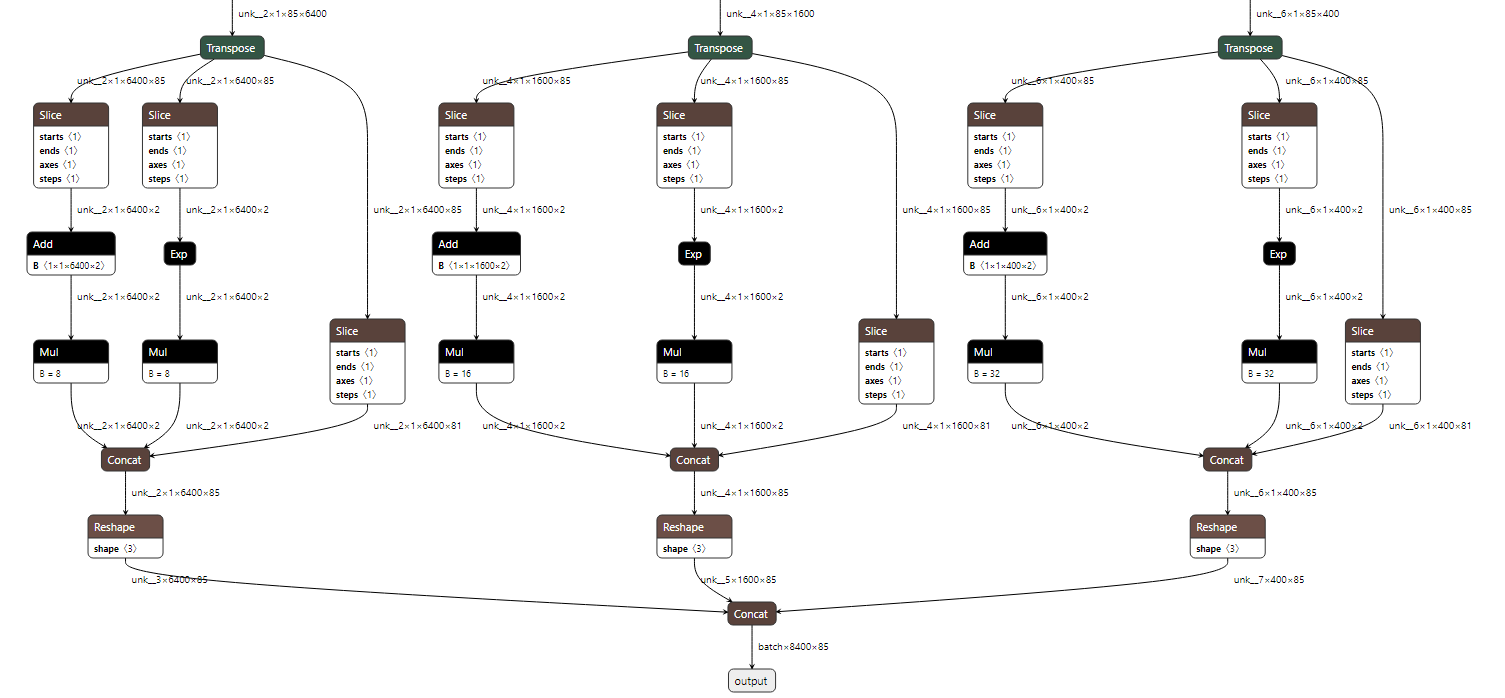 unk__2×1×85×6400 unk__4×1×85×1600 unk__6×1×85×400
Transpose Transpose Transpose
unk__2×1×6400×85 unk__2×1×6400×85 unk__4×1×1600×85 unk__4×1×1600×85 unk__6×1×400×85 unk__6×1×400×85
Slice Slice Slice Slice Slice Slice
starts 〈1〉 starts 〈1〉 starts 〈1〉 starts 〈1〉 starts 〈1〉 starts 〈1〉
ends 〈1〉 ends 〈1〉 ends 〈1〉 ends 〈1〉 ends 〈1〉 ends 〈1〉
axes 〈1〉 axes 〈1〉 axes 〈1〉 axes 〈1〉 axes 〈1〉 axes 〈1〉
steps 〈1〉 steps 〈1〉 steps 〈1〉 steps 〈1〉 steps 〈1〉 steps 〈1〉
unk__2×1×6400×2 unk__2×1×6400×2 unk__2×1×6400×85 unk__4×1×1600×2 unk__4×1×1600×2 unk__4×1×1600×85 unk__6×1×400×2 unk__6×1×400×2 unk__6×1×400×85
Add Exp Add Exp Add Exp
B 〈1×1×6400×2〉 B 〈1×1×1600×2〉 B 〈1×1×400×2〉
unk__2×1×6400×2 unk__2×1×6400×2 unk__4×1×1600×2 unk__4×1×1600×2 unk__6×1×400×2 unk__6×1×400×2
Slice Slice Slice
Mul Mul starts 〈1〉 Mul Mul starts 〈1〉 Mul Mul starts 〈1〉
ends 〈1〉 ends 〈1〉 ends 〈1〉
B = 8 B = 8 axes 〈1〉 B = 16 B = 16 axes 〈1〉 B = 32 B = 32 axes 〈1〉
steps 〈1〉 steps 〈1〉 steps 〈1〉
unk__2×1×6400×2 unk__2×1×6400×2 unk__2×1×6400×81 unk__4×1×1600×2 unk__4×1×1600×2 unk__4×1×1600×81 unk__6×1×400×2 unk__6×1×400×2 unk__6×1×400×81
Concat Concat Concat
unk__2×1×6400×85 unk__4×1×1600×85 unk__6×1×400×85
Reshape Reshape Reshape
shape 〈3〉 shape 〈3〉 shape 〈3〉
unk__3×6400×85 unk__5×1600×85 unk__7×400×85
Concat
batch×8400×85
output